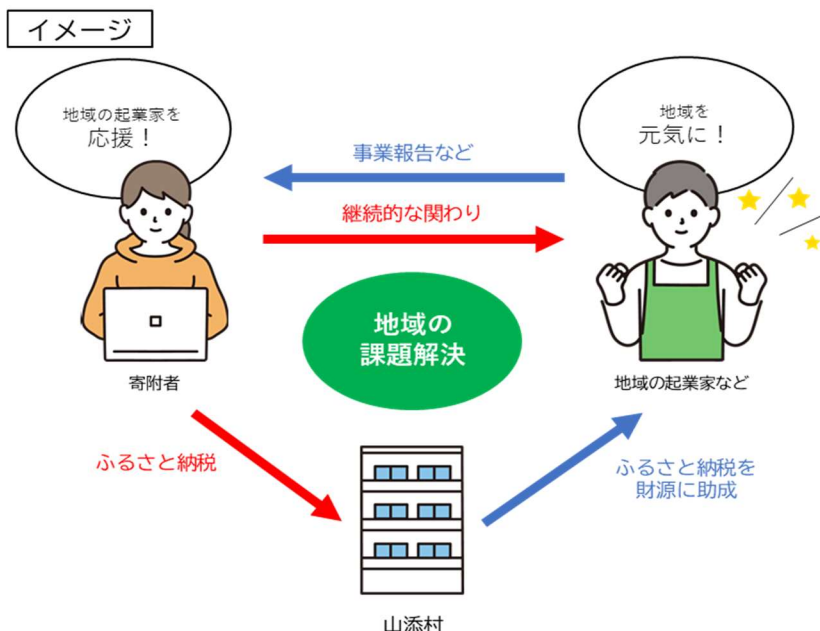 イメージ
地域の起業家を
応援！
地域を
元気に！
事業報告など
継続的な関わり
地域の
課題解決
寄附者
地域の起業家など
ふるさと納税
ふるさと納税を
財源に助成
山添村